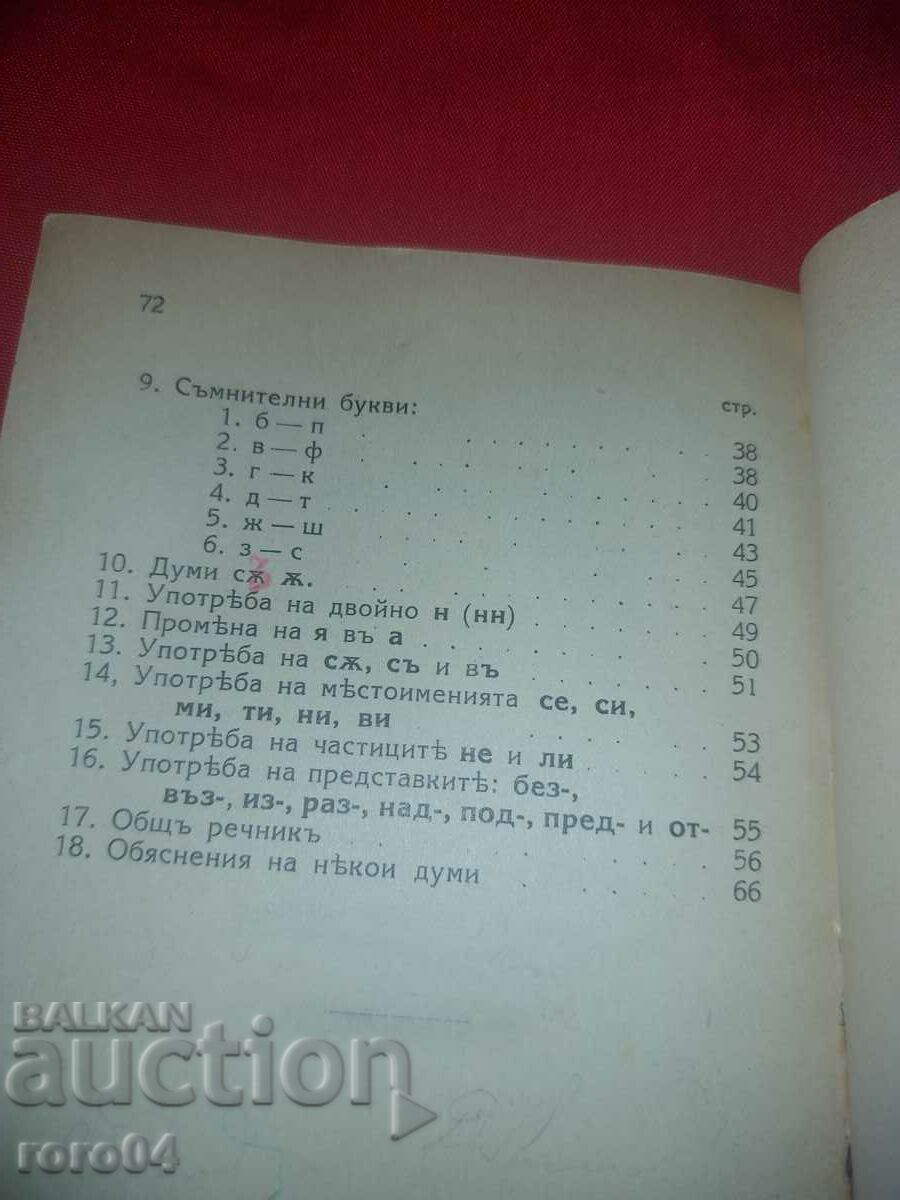 72
9. Съмнителни букви: стр.
1. б — п . . . . . . . . 38
2. в — ф . . . . . . . . 38
3. г — к . . . . . . . . 40
4. д — т . . . . . . . . 41
5. ж — ш . . . . . . . . 43
6. з — с . . . . . . . . 45
10. Думи сѫ ѫ. . . . . . . . 47
11. Употрѣба на двойно н (нн) . . . . 49
12. Промѣна на я въ а . . . . . . 50
13. Употрѣба на сѫ, съ и въ . . . . . 51
14, Употрѣба на мѣстоименията се, си,
ми, ти, ни, ви . . . . . 53
15. Употрѣба на частицитѣ не и ли . . . 54
16. Употрѣба на представкитѣ: без-,
въз-, из-, раз-, над-, под-, пред- и от- 55
17. Общъ речникъ . . . . . . . 56
18. Обяснения на нѣкои думи . . . . 66
BALKAN
auction
roro04